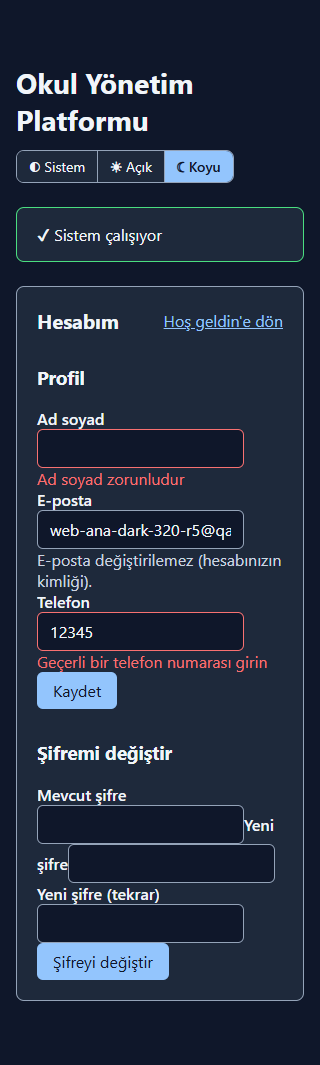 Okul Yönetim
Platformu
◐ Sistem ☀ Açık ☾ Koyu
✓ Sistem çalışıyor
Hesabım Hoş geldin'e dön
Profil
Ad soyad
Ad soyad zorunludur
E-posta
web-ana-dark-320-r5@qa
E-posta değiştirilemez (hesabınızın
kimliği).
Telefon
12345
Geçerli bir telefon numarası girin
Kaydet
Şifremi değiştir
Mevcut şifre
Yeni
şifre
Yeni şifre (tekrar)
Şifreyi değiştir